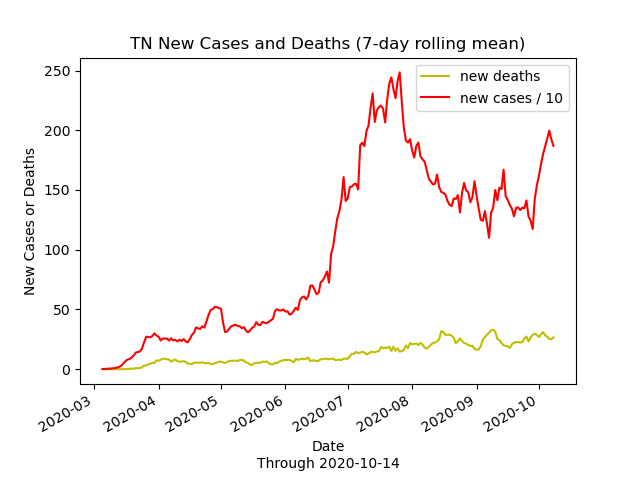 TN New Cases and Deaths (7-day rolling mean)
new deaths
new cases / 10
250
200
150
100
50
0
New Cases or Deaths
2020-03
2020-04
2020-05
2020-06
2020-07
2020-08
2020-09
2020-10
Date
Through 2020-10-14